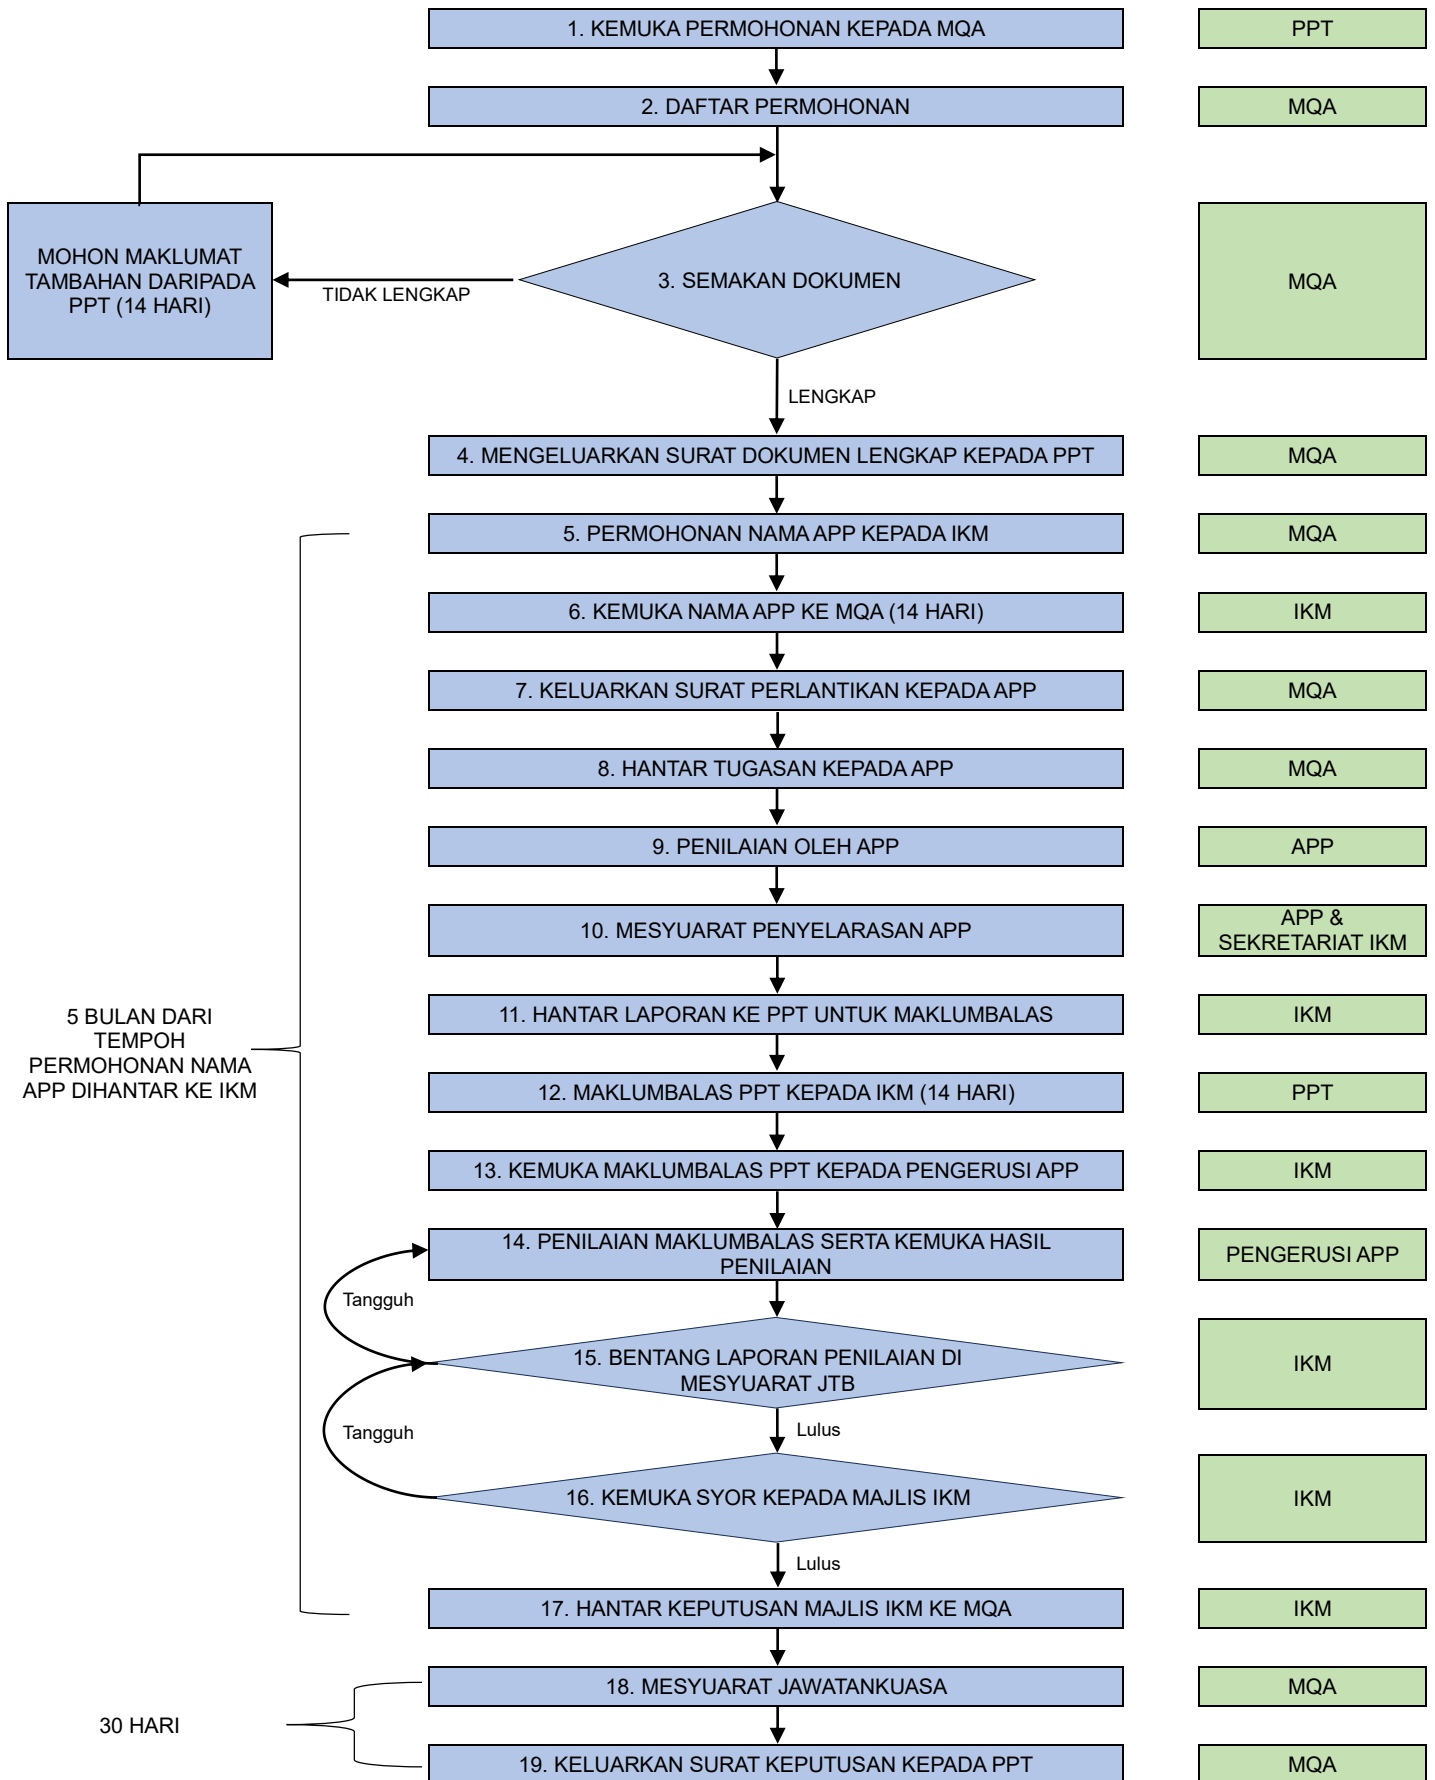 1. KEMUKA PERMOHONAN KEPADA MQA
PPT
2. DAFTAR PERMOHONAN
MQA
MOHON MAKLUMAT
TAMBAHAN DARIPADA
PPT (14 HARI)
TIDAK LENGKAP
3. SEMAKAN DOKUMEN
MQA
LENGKAP
4. MENGELUARKAN SURAT DOKUMEN LENGKAP KEPADA PPT
MQA
5. PERMOHONAN NAMA APP KEPADA IKM
MQA
6. KEMUKA NAMA APP KE MQA (14 HARI)
IKM
7. KELUARKAN SURAT PERLANTIKAN KEPADA APP
MQA
8. HANTAR TUGASAN KEPADA APP
MQA
9. PENILAIAN OLEH APP
APP
10. MESYUARAT PENYELARASAN APP
APP &
SEKRETARIAT IKM
5 BULAN DARI
TEMPOH
PERMOHONAN NAMA
APP DIHANTAR KE IKM
11. HANTAR LAPORAN KE PPT UNTUK MAKLUMBALAS
IKM
12. MAKLUMBALAS PPT KEPADA IKM (14 HARI)
PPT
13. KEMUKA MAKLUMBALAS PPT KEPADA PENGERUSI APP
IKM
14. PENILAIAN MAKLUMBALAS SERTA KEMUKA HASIL
PENILAIAN
PENGERUSI APP
Tangguh
15. BENTANG LAPORAN PENILAIAN DI
MESYUARAT JTB
IKM
Lulus
Tangguh
16. KEMUKA SYOR KEPADA MAJLIS IKM
IKM
Lulus
17. HANTAR KEPUTUSAN MAJLIS IKM KE MQA
IKM
18. MESYUARAT JAWATANKUASA
MQA
30 HARI
19. KELUARKAN SURAT KEPUTUSAN KEPADA PPT
MQA